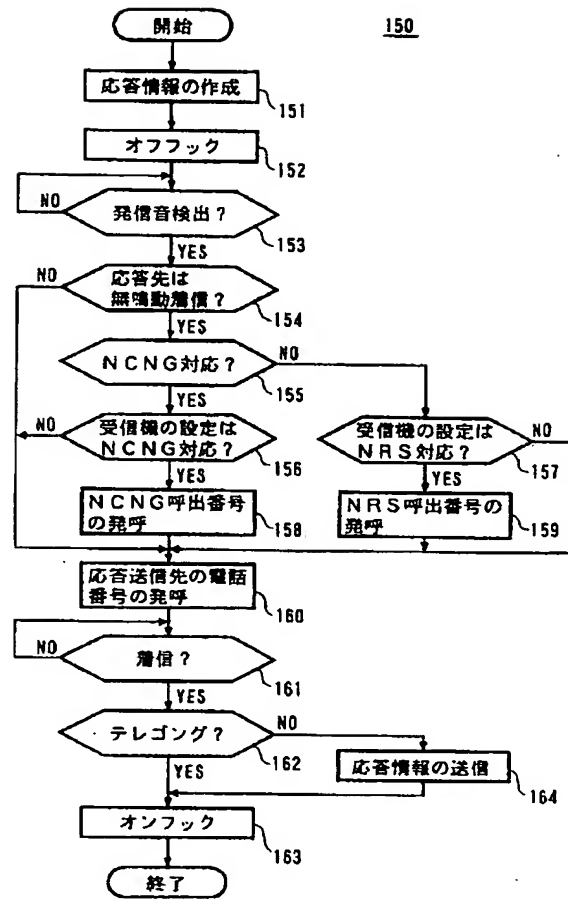 150
開始
応答情報の作成
151
オフフック
152
NO
発信音検出？
153
YES
NO
応答先は
無鳴動着信？
154
YES
NCNG対応？
NO
155
YES
NO
受信機の設定は
NCNG対応？
156
YES
受信機の設定は
NRS対応？
NO
157
YES
NCNG呼出番号
の発呼
158
NRS呼出番号
の発呼
159
応答送信先の電話
番号の発呼
160
NO
着信？
161
YES
テレゴング？
NO
162
YES
応答情報の送信
164
オンフック
163
終了